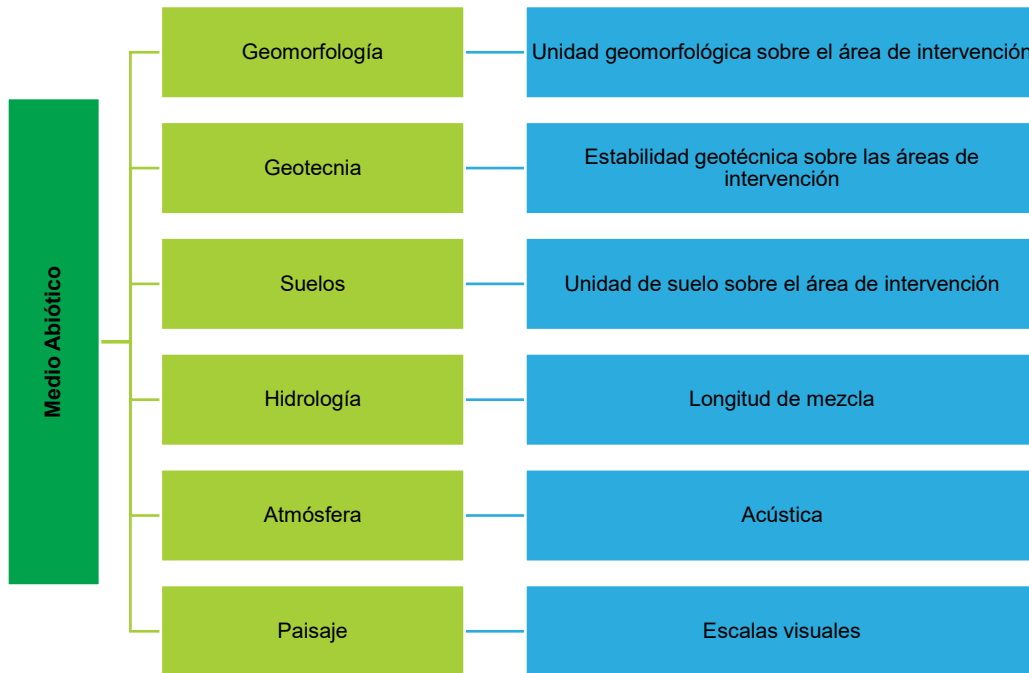 Medio Abiótico
Geomorfología
Unidad geomorfológica sobre el área de intervención
Geotecnia
Estabilidad geotécnica sobre las áreas de
intervención
Suelos
Unidad de suelo sobre el área de intervención
Hidrología
Longitud de mezcla
Atmósfera
Acústica
Paisaje
Escalas visuales